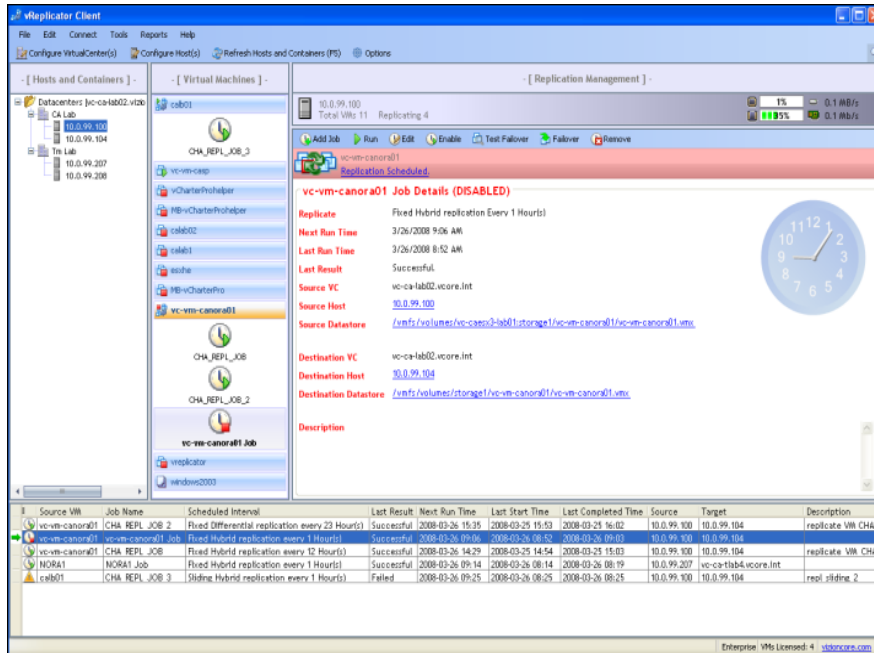 vReplicator Client
File Edit Connect Tools Reports Help
Configure VirtualCenter(s) Configure Host(s) Refresh Hosts and Containers (F5) Options
- [ Hosts and Containers ] -
- [ Virtual Machines ] -
- [ Replication Management ] -
Datacenters [vc-ca-lab02.vizio
CA Lab
10.0.99.100
10.0.99.104
Tm Lab
10.0.99.207
10.0.99.208
calb01
CHA_REPL_JOB_3
vc-vm-casp
vCharterProhelper
MB-vCharterProhelper
calab02
calab1
esxhe
MB-vCharterPro
vc-vm-canora01
CHA_REPL_JOB
CHA_REPL_JOB_2
vc-vm-canora01 Job
vreplicator
windows2003
10.0.99.100
Total VMs 11 Replicating 4
1% 0.1 MB/s
35% 0.1 Mb/s
Add Job Run Edit Enable Test Failover Failover Remove
vc-vm-canora01
Replication Scheduled.
vc-vm-canora01 Job Details (DISABLED)
Replicate Fixed Hybrid replication Every 1 Hour(s)
Next Run Time 3/26/2008 9:06 AM
Last Run Time 3/26/2008 8:52 AM
Last Result Successful.
Source VC vc-ca-lab02.vcore.int
Source Host 10.0.99.100
Source Datastore /vmfs/volumes/vc-caesx3-lab01:storage1/vc-vm-canora01/vc-vm-canora01.vmx
Destination VC vc-ca-lab02.vcore.int
Destination Host 10.0.99.104
Destination Datastore /vmfs/volumes/storage1/vc-vm-canora01/vc-vm-canora01.vmx
Description
11 12 1
10 2
9 3
8 4
7 6 5
Source VM Job Name Scheduled Interval Last Result Next Run Time Last Start Time Last Completed Time Source Target Description
vc-vm-canora01 CHA REPL JOB 2 Fixed Differential replication every 23 Hour(s) Successful 2008-03-26 15:35 2008-03-25 15:53 2008-03-25 16:02 10.0.99.100 10.0.99.104 replicate VM CHA
vc-vm-canora01 vc-vm-canora01 Job Fixed Hybrid replication every 1 Hour(s) Successful 2008-03-26 09:06 2008-03-26 08:52 2008-03-26 09:03 10.0.99.100 10.0.99.104
vc-vm-canora01 CHA REPL JOB Fixed Hybrid replication every 12 Hour(s) Successful 2008-03-26 14:29 2008-03-25 14:54 2008-03-25 15:03 10.0.99.100 10.0.99.104 replicate VM CHA
NORA1 NORA1 Job Fixed Hybrid replication every 1 Hour(s) Successful 2008-03-26 09:14 2008-03-26 08:14 2008-03-26 08:19 10.0.99.207 vc-ca-tlab4.vcore.int
calb01 CHA REPL JOB 3 Sliding Hybrid replication every 1 Hour(s) Failed 2008-03-26 09:25 2008-03-26 08:25 2008-03-26 08:25 10.0.99.100 10.0.99.104 repl sliding 2
Enterprise VMs Licensed: 4 vizioncore.com